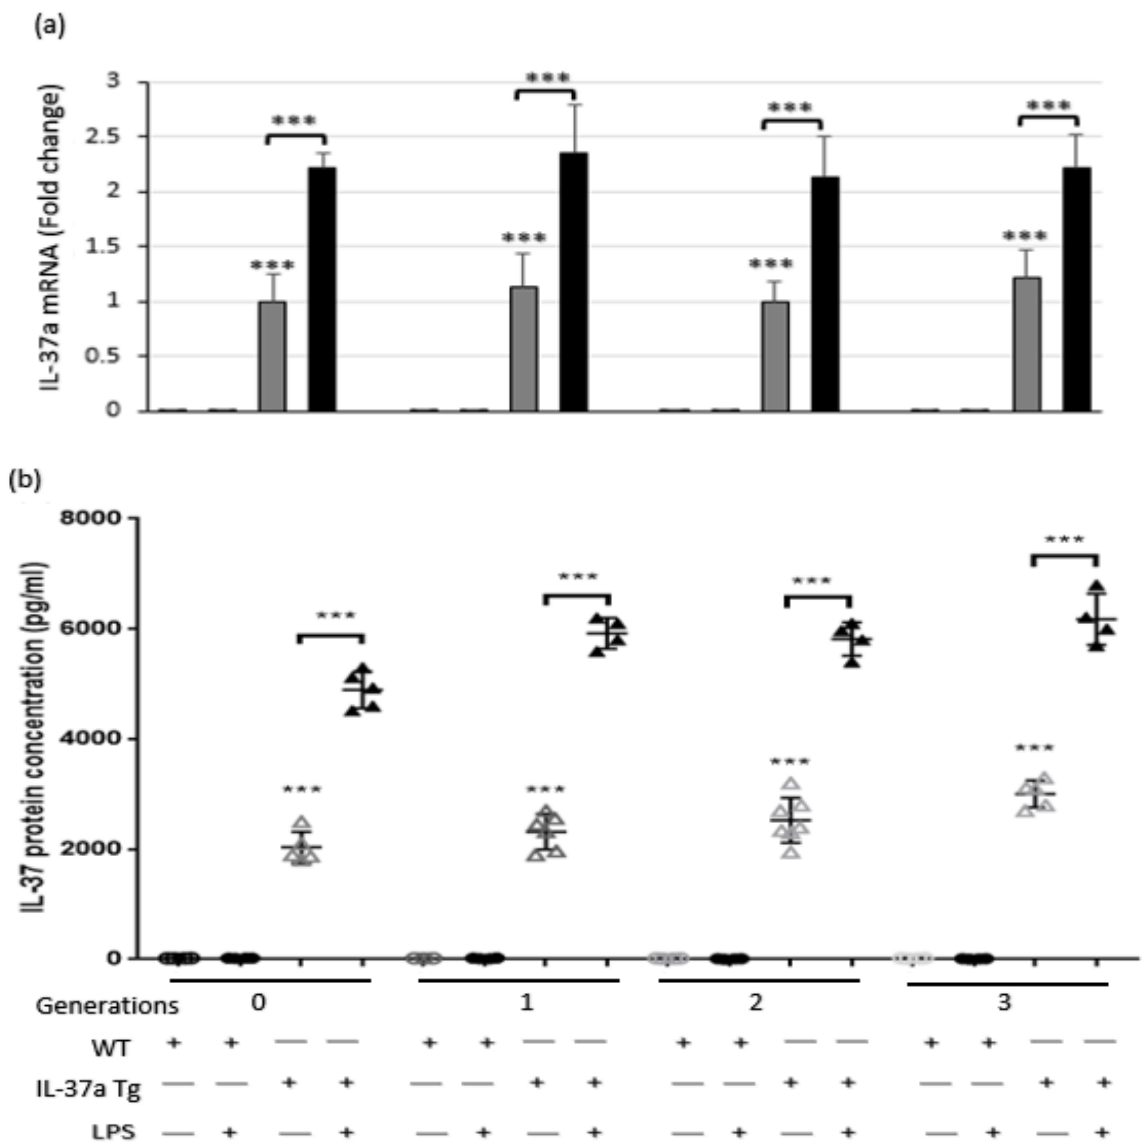 (a)
IL-37a mRNA (Fold change)
3
2.5
2
1.5
1
0.5
0
*** *** *** ***
*** *** *** ***
(b)
IL-37 protein concentration (pg/ml)
8000
6000
4000
2000
0
*** *** *** ***
*** *** *** ***
Generations 0 1 2 3
WT + + — — + + — — + + — — + + — —
IL-37a Tg — — + + — — + + — — + + — — + +
LPS — + — + — + — + — + — + — + — +